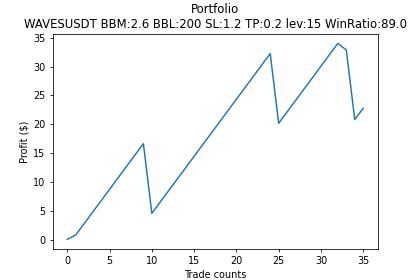 Portfolio
WAVESUSDT BBM:2.6 BBL:200 SL:1.2 TP:0.2 lev:15 WinRatio:89.0
35
30
25
20
15
10
5
0
Profit ($)
0 5 10 15 20 25 30 35
Trade counts